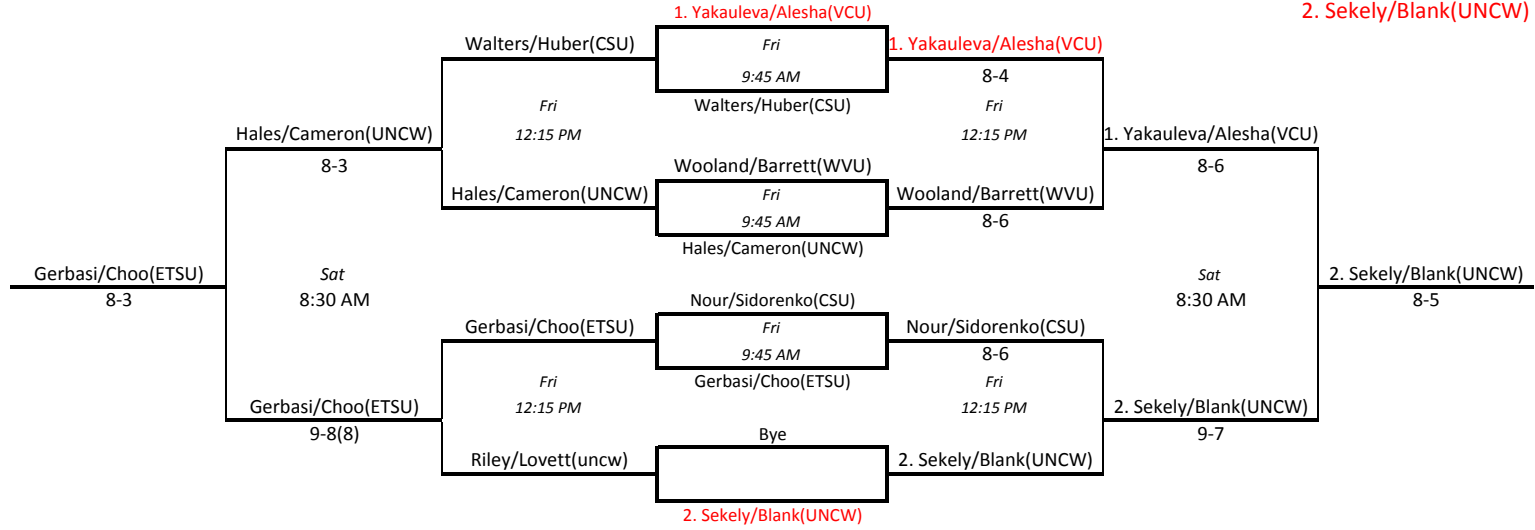 1. Yakauleva/Alesha(VCU)
2. Sekely/Blank(UNCW)
Walters/Huber(CSU)
Fri
1. Yakauleva/Alesha(VCU)
9:45 AM
8-4
Fri
Walters/Huber(CSU)
Fri
Hales/Cameron(UNCW)
12:15 PM
12:15 PM
1. Yakauleva/Alesha(VCU)
8-3
Wooland/Barrett(WVU)
8-6
Hales/Cameron(UNCW)
Fri
Wooland/Barrett(WVU)
9:45 AM
8-6
Hales/Cameron(UNCW)
Gerbasi/Choo(ETSU)
Sat
Sat
2. Sekely/Blank(UNCW)
8-3
8:30 AM
Nour/Sidorenko(CSU)
8:30 AM
8-5
Gerbasi/Choo(ETSU)
Fri
Nour/Sidorenko(CSU)
9:45 AM
8-6
Fri
Gerbasi/Choo(ETSU)
Fri
Gerbasi/Choo(ETSU)
12:15 PM
12:15 PM
2. Sekely/Blank(UNCW)
9-8(8)
Bye
9-7
Riley/Lovett(uncw)
2. Sekely/Blank(UNCW)
2. Sekely/Blank(UNCW)